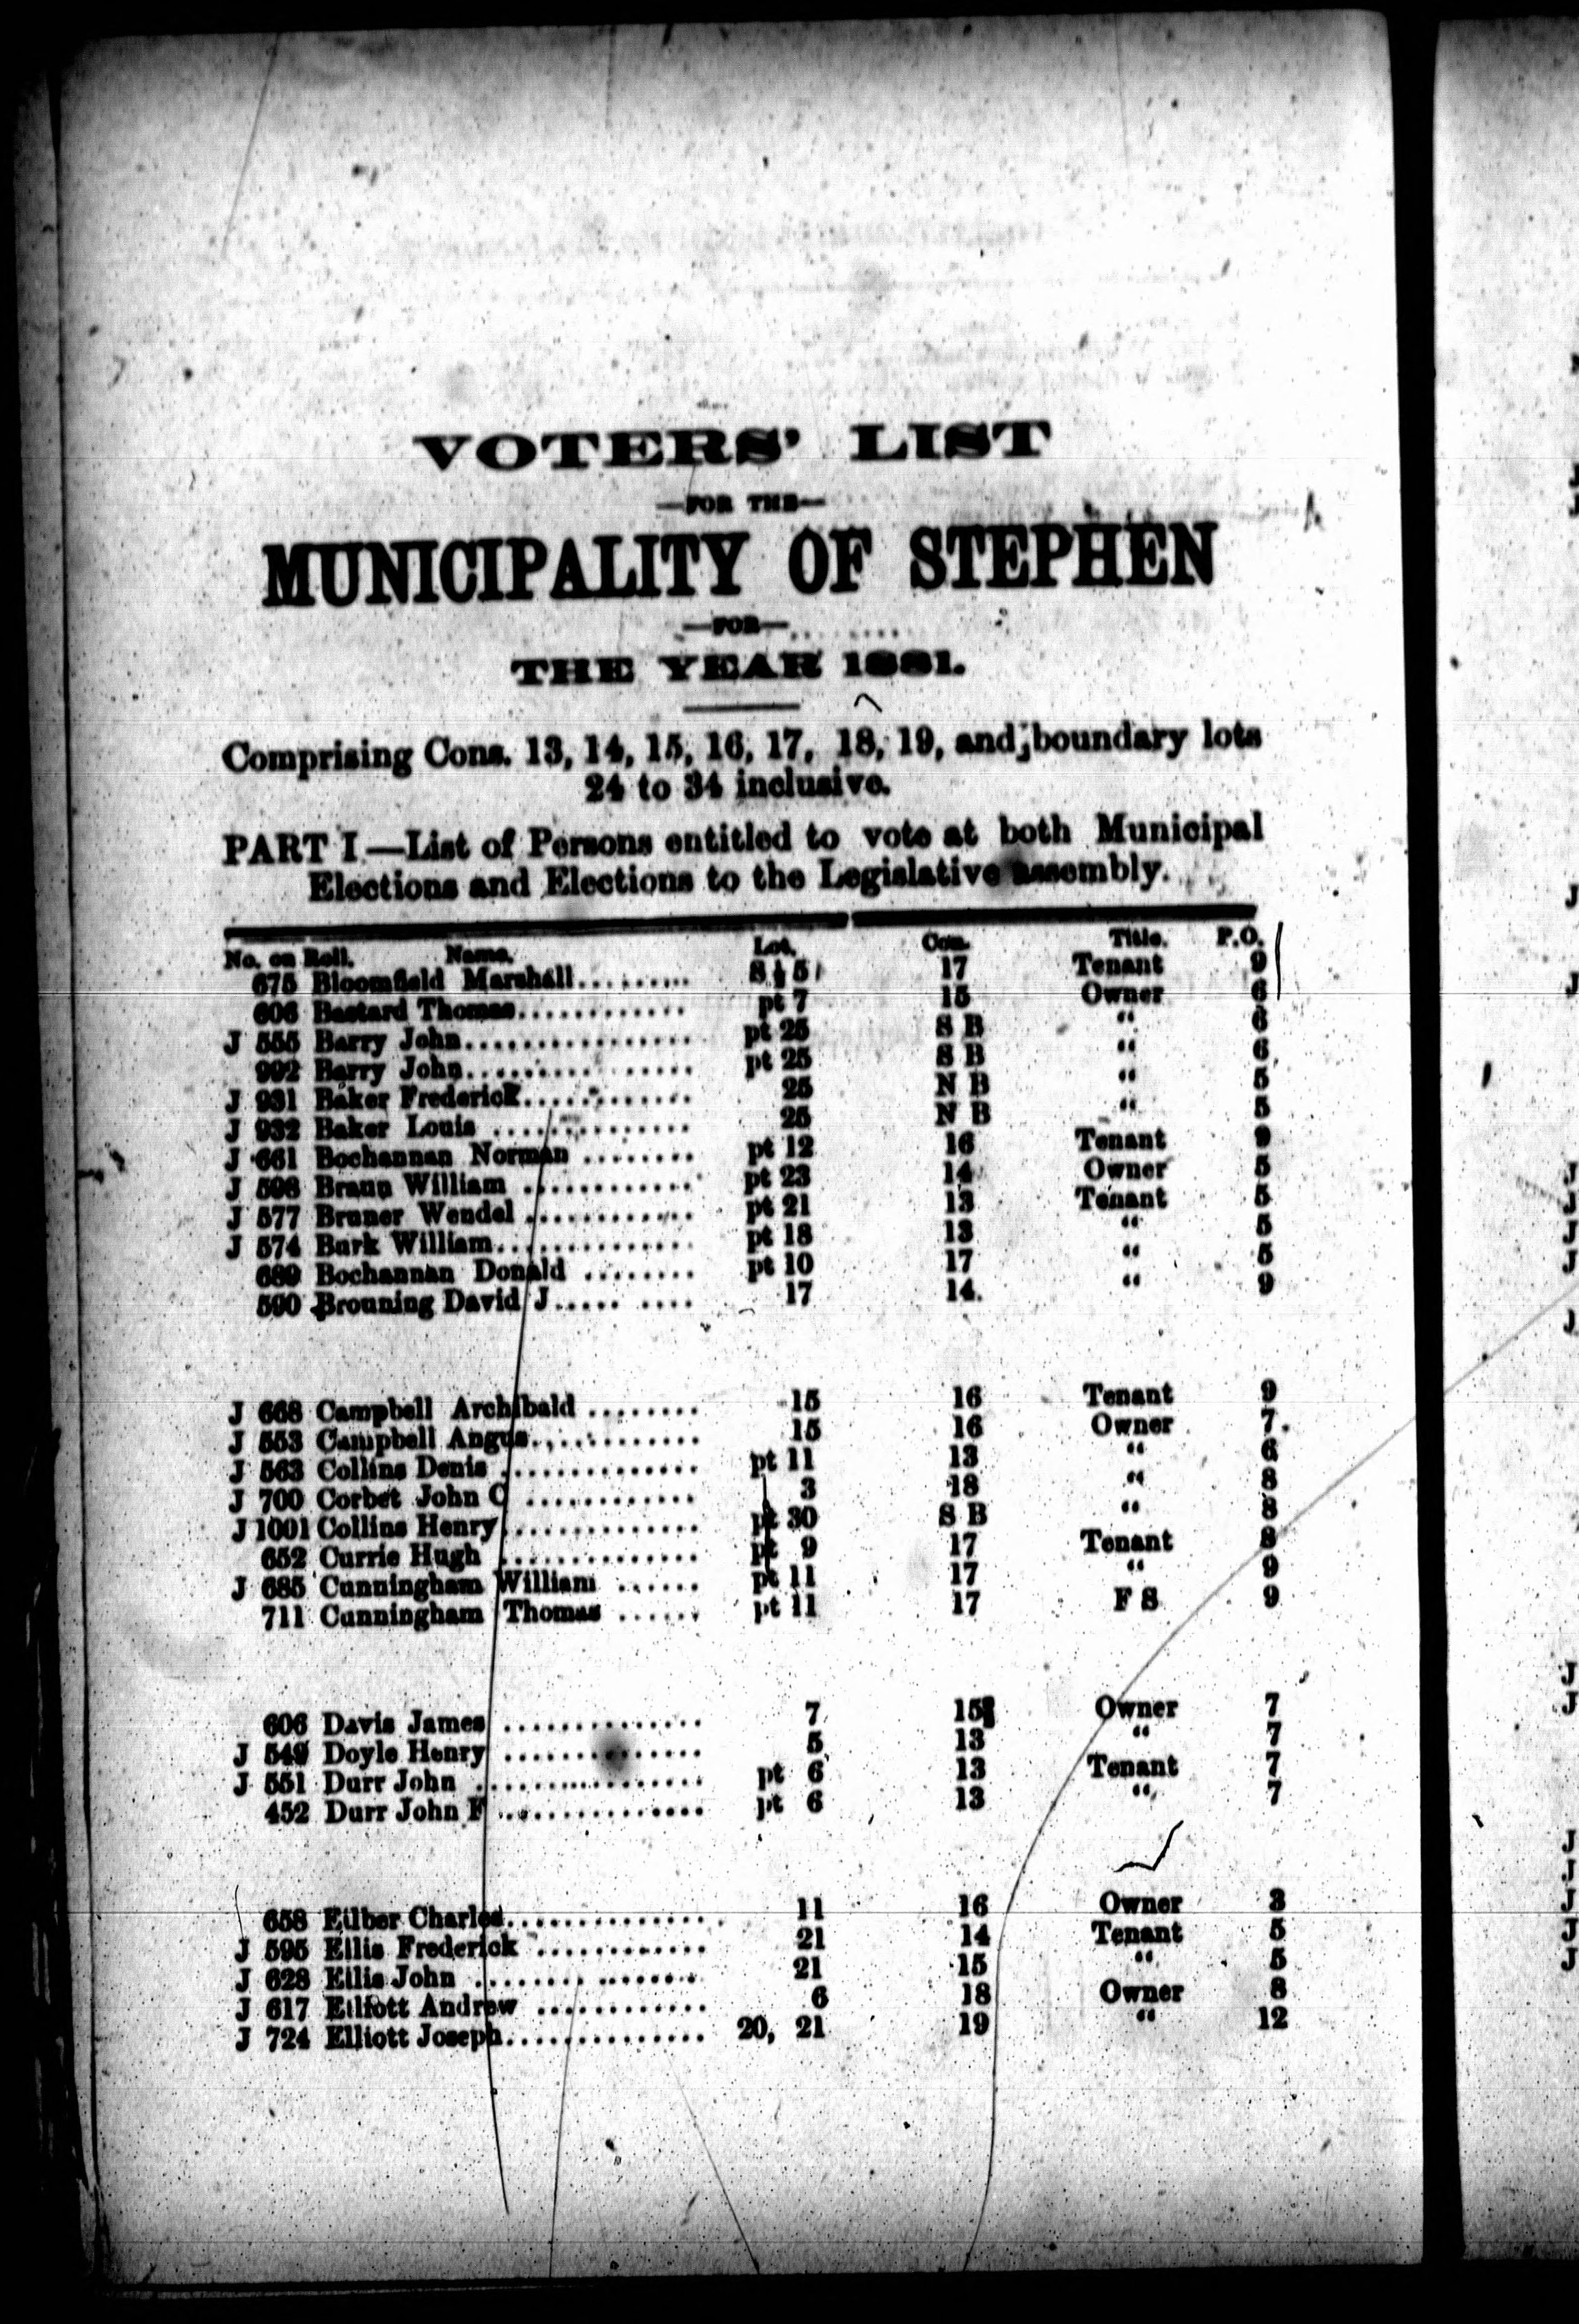 VOTERS' LIST
—FOR THE—
MUNICIPALITY OF STEPHEN
—FOR—
THE YEAR 1881.
Comprising Cons. 13, 14, 15, 16, 17, 18, 19, and boundary lots
24 to 34 inclusive.
PART I.—List of Persons entitled to vote at both Municipal
Elections and Elections to the Legislative assembly.
No. on Roll. Name. Lot. Con. Title. P.O.
675 Bloomfield Marshall.......... S ½ 5 17 Tenant 9
606 Bastard Thomas............ pt 7 15 Owner 6
J 555 Barry John................ pt 25 S B “ 6
992 Barry John................ pt 25 S B “ 6
J 931 Baker Frederick............ 25 N B “ 5
J 932 Baker Louis .............. 25 N B “ 5
J 661 Bochannan Norman ........ pt 12 16 Tenant 9
J 598 Braun William ............ pt 23 14 Owner 5
J 577 Bruner Wendel ............ pt 21 13 Tenant 5
J 574 Burk William.............. pt 18 13 “ 5
689 Bochannan Donald ........ pt 10 17 “ 5
590 Brouning David J..... .... 17 14. “ 9
J 668 Campbell Archibald ........ 15 16 Tenant 9
J 553 Campbell Angus............ 15 16 Owner 7.
J 563 Collins Denis .............. pt 11 13 “ 6
J 700 Corbet John C ............ 3 18 “ 8
J 1001 Collins Henry.............. pt 30 S B “ 8
652 Currie Hugh .............. pt 9 17 Tenant 8
J 685 Cunningham William ...... pt 11 17 “ 9
711 Cunningham Thomas ...... pt 11 17 F S 9
606 Davis James .............. 7 15 Owner 7
J 549 Doyle Henry .............. 5 13 “ 7
J 551 Durr John ................ pt 6 13 Tenant 7
452 Durr John F .............. pt 6 13 “ 7
658 Eilber Charles.............. 11 16 Owner 3
J 595 Ellis Frederick ............ 21 14 Tenant 5
J 628 Ellis John ........ ....... 21 15 “ 5
J 617 Elliott Andrew ............ 6 18 Owner 8
J 724 Elliott Joseph.............. 20, 21 19 “ 12